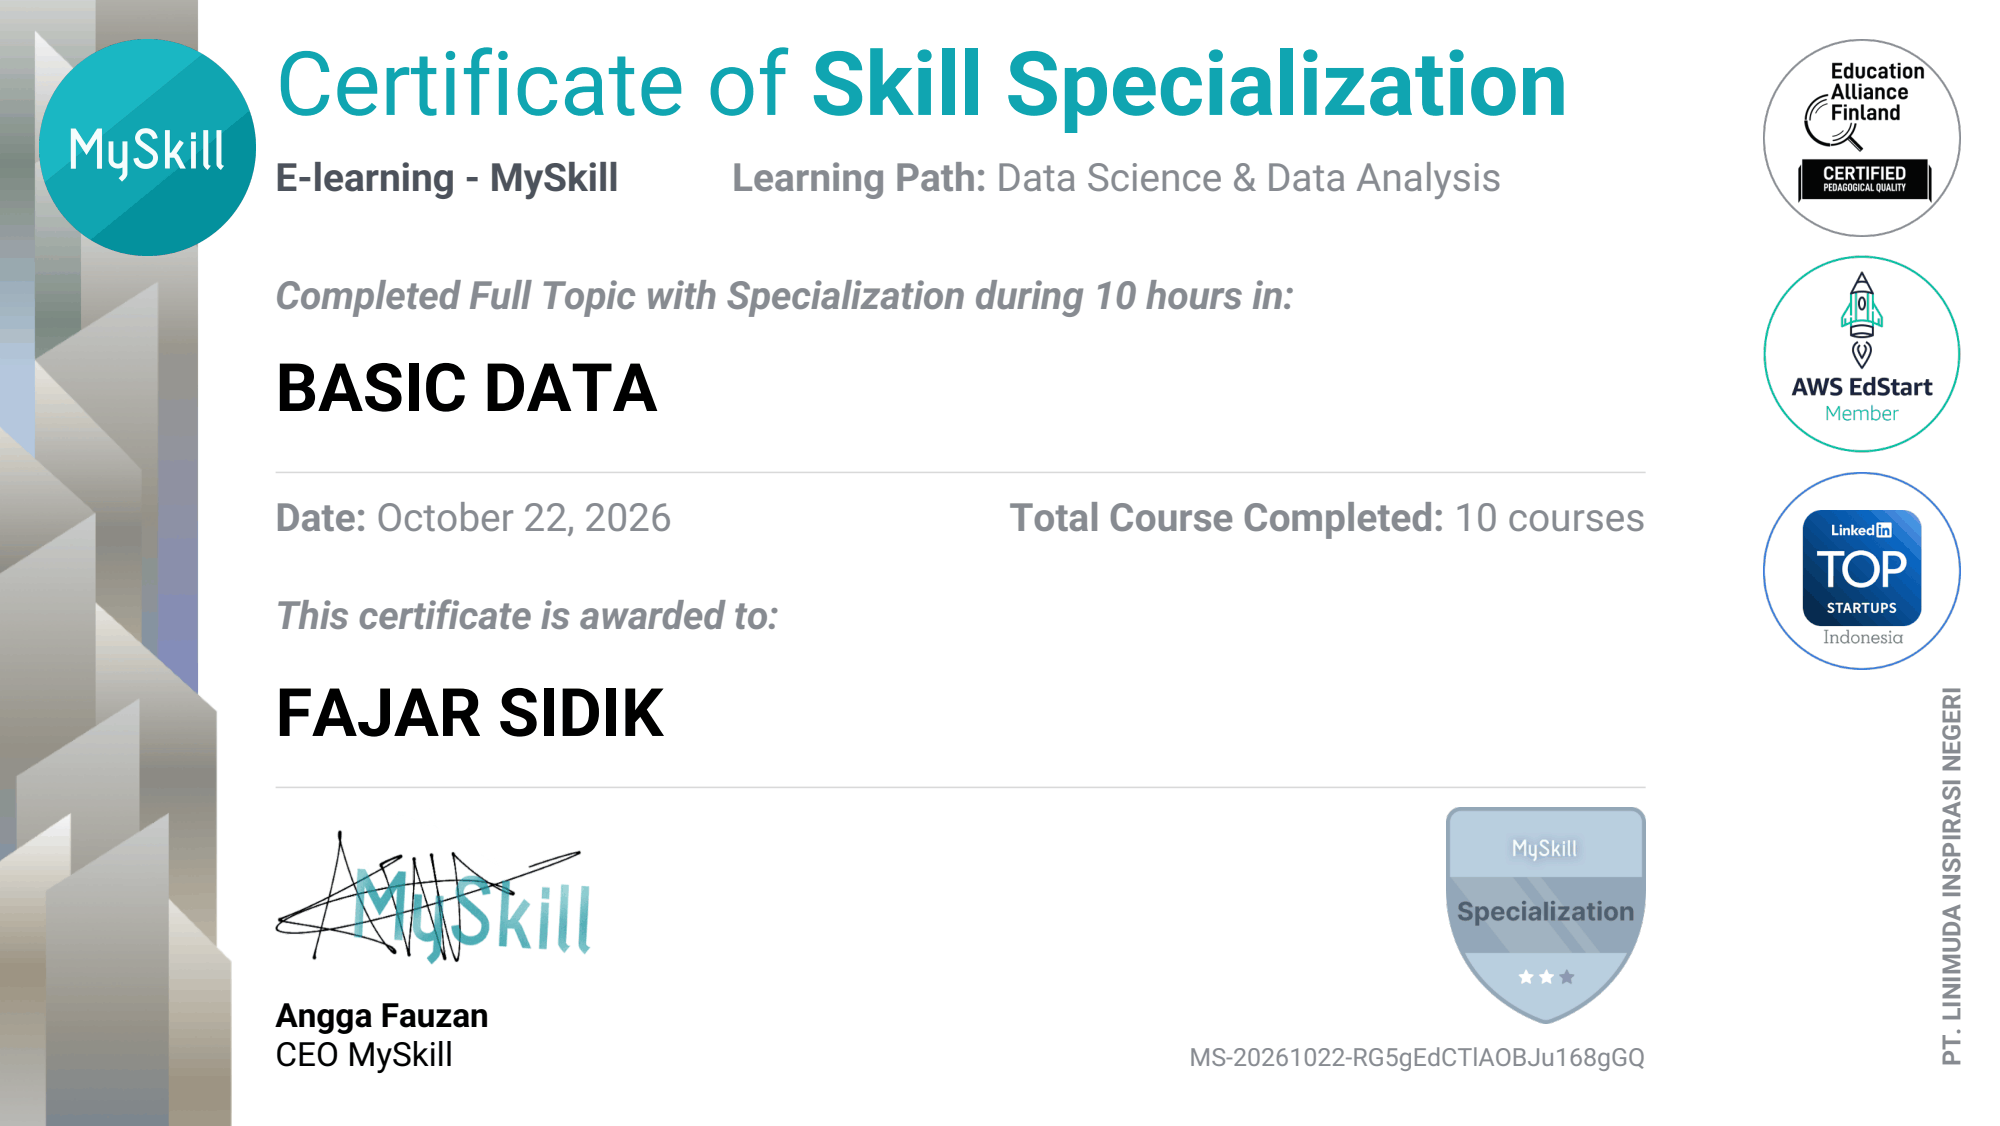 MySkill
Certificate of Skill Specialization
E-learning - MySkill
Learning Path: Data Science & Data Analysis
Completed Full Topic with Specialization during 10 hours in:
BASIC DATA
Date: October 22, 2026
Total Course Completed: 10 courses
This certificate is awarded to:
FAJAR SIDIK
MySkill
Angga Fauzan
CEO MySkill
MySkill
Specialization
MS-20261022-RG5gEdCTlAOBJu168gGQ
Education
Alliance
Finland
CERTIFIED
PEDAGOGICAL QUALITY
AWS EdStart
Member
Linked in
TOP
STARTUPS
Indonesia
PT. LINIMUDA INSPIRASI NEGERI